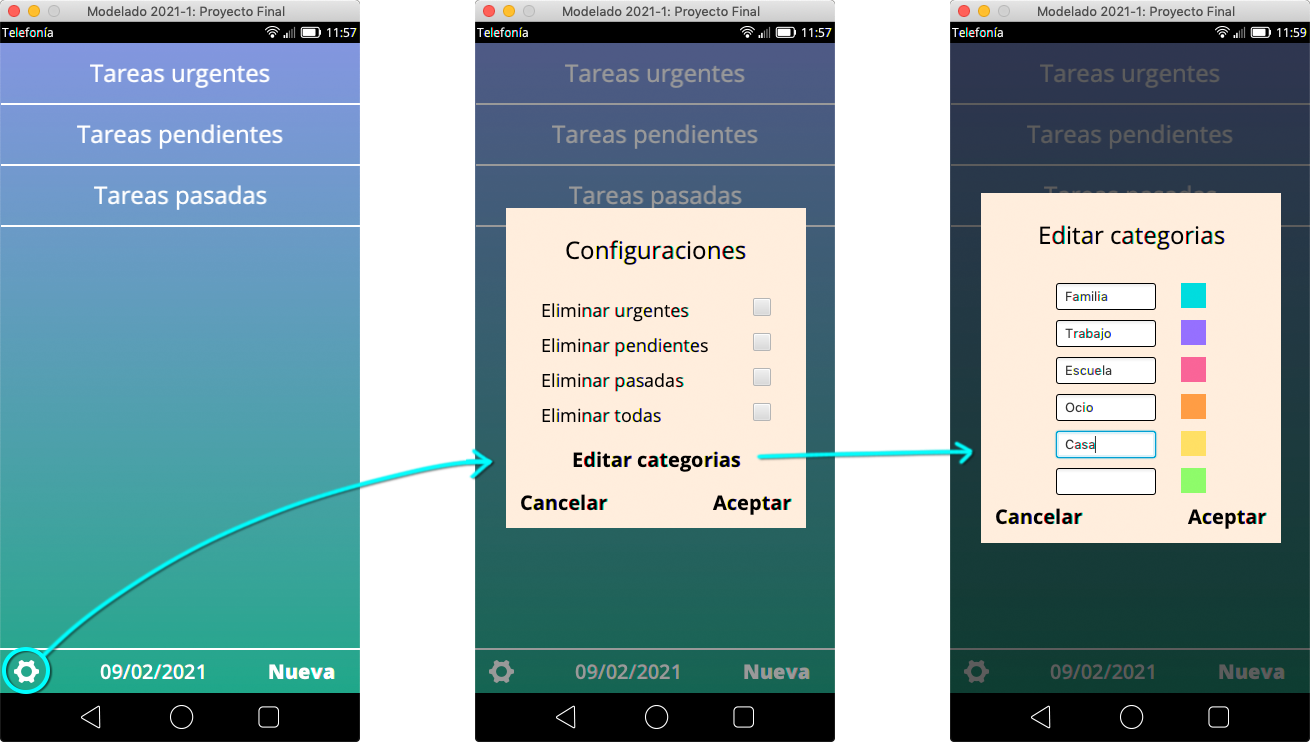 Modelado 2021-1: Proyecto Final
Telefonía 11:57
Tareas urgentes
Tareas pendientes
Tareas pasadas
09/02/2021 Nueva
Modelado 2021-1: Proyecto Final
Telefonía 11:57
Tareas urgentes
Tareas pendientes
Tareas pasadas
Configuraciones
Eliminar urgentes
Eliminar pendientes
Eliminar pasadas
Eliminar todas
Editar categorias
Cancelar Aceptar
09/02/2021 Nueva
Modelado 2021-1: Proyecto Final
Telefonía 11:59
Tareas urgentes
Tareas pendientes
Tareas pasadas
Editar categorias
Familia
Trabajo
Escuela
Ocio
Casa
Cancelar Aceptar
09/02/2021 Nueva